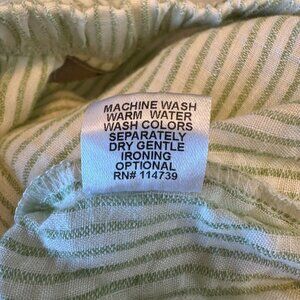 MACHINE WASH
WARM WATER
WASH COLORS
SEPARATELY
DRY GENTLE
IRONING
OPTIONAL
RN# 114739